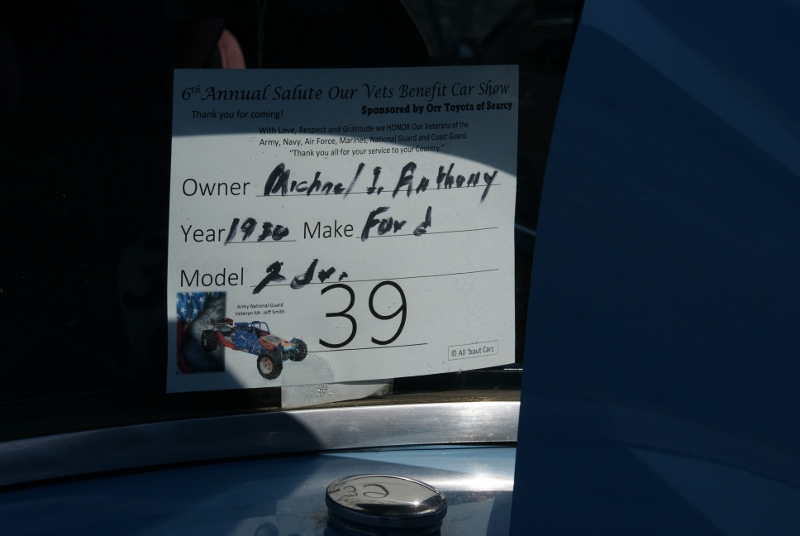 6th Annual Salute Our Vets Benefit Car Show
Sponsored by Orr Toyota of Searcy
Thank you for coming!
With Love, Respect and Gratitude we HONOR Our Veterans of the
Army, Navy, Air Force, Marines, National Guard and Coast Guard.
"Thank you all for your service to your Country."
Owner Michael I. Anthony
Year 1930 Make Ford
Model 2 dr.
Army National Guard
Veteran Mr. Jeff Smith
39
© All 'bout Carz